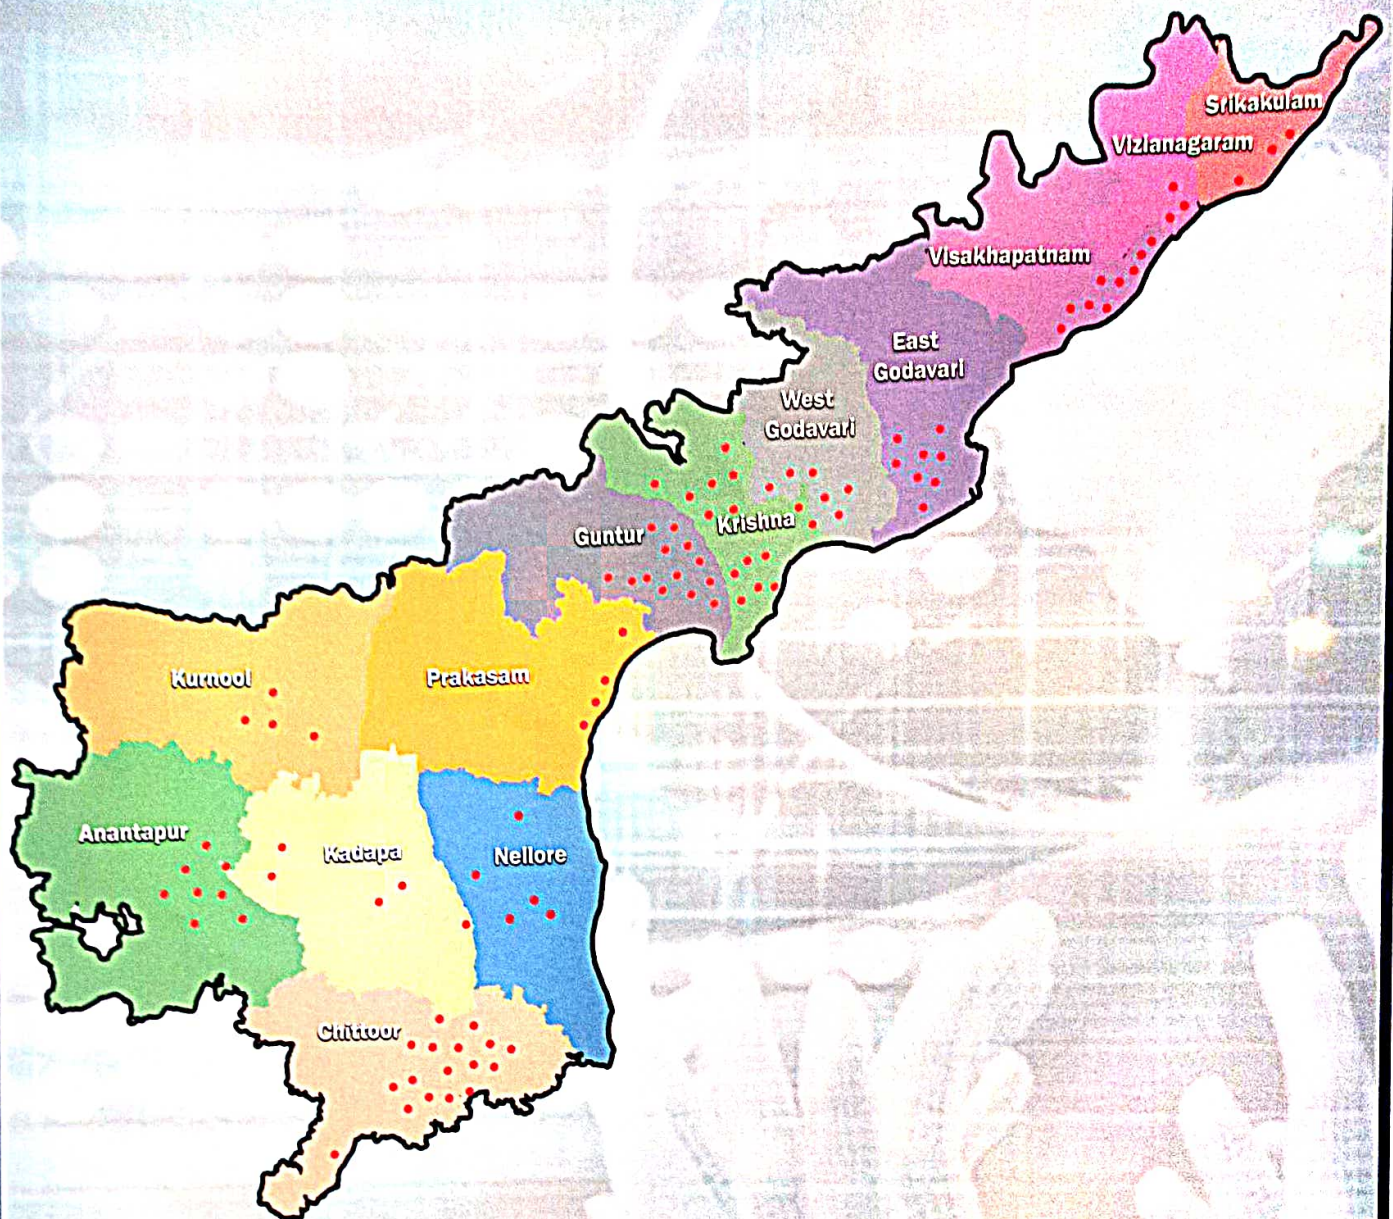 Srikakulam
Vizianagaram
Visakhapatnam
East
Godavari
West
Godavari
Krishna
Guntur
Kurnool
Prakasam
Anantapur
Kadapa
Nellore
Chittoor